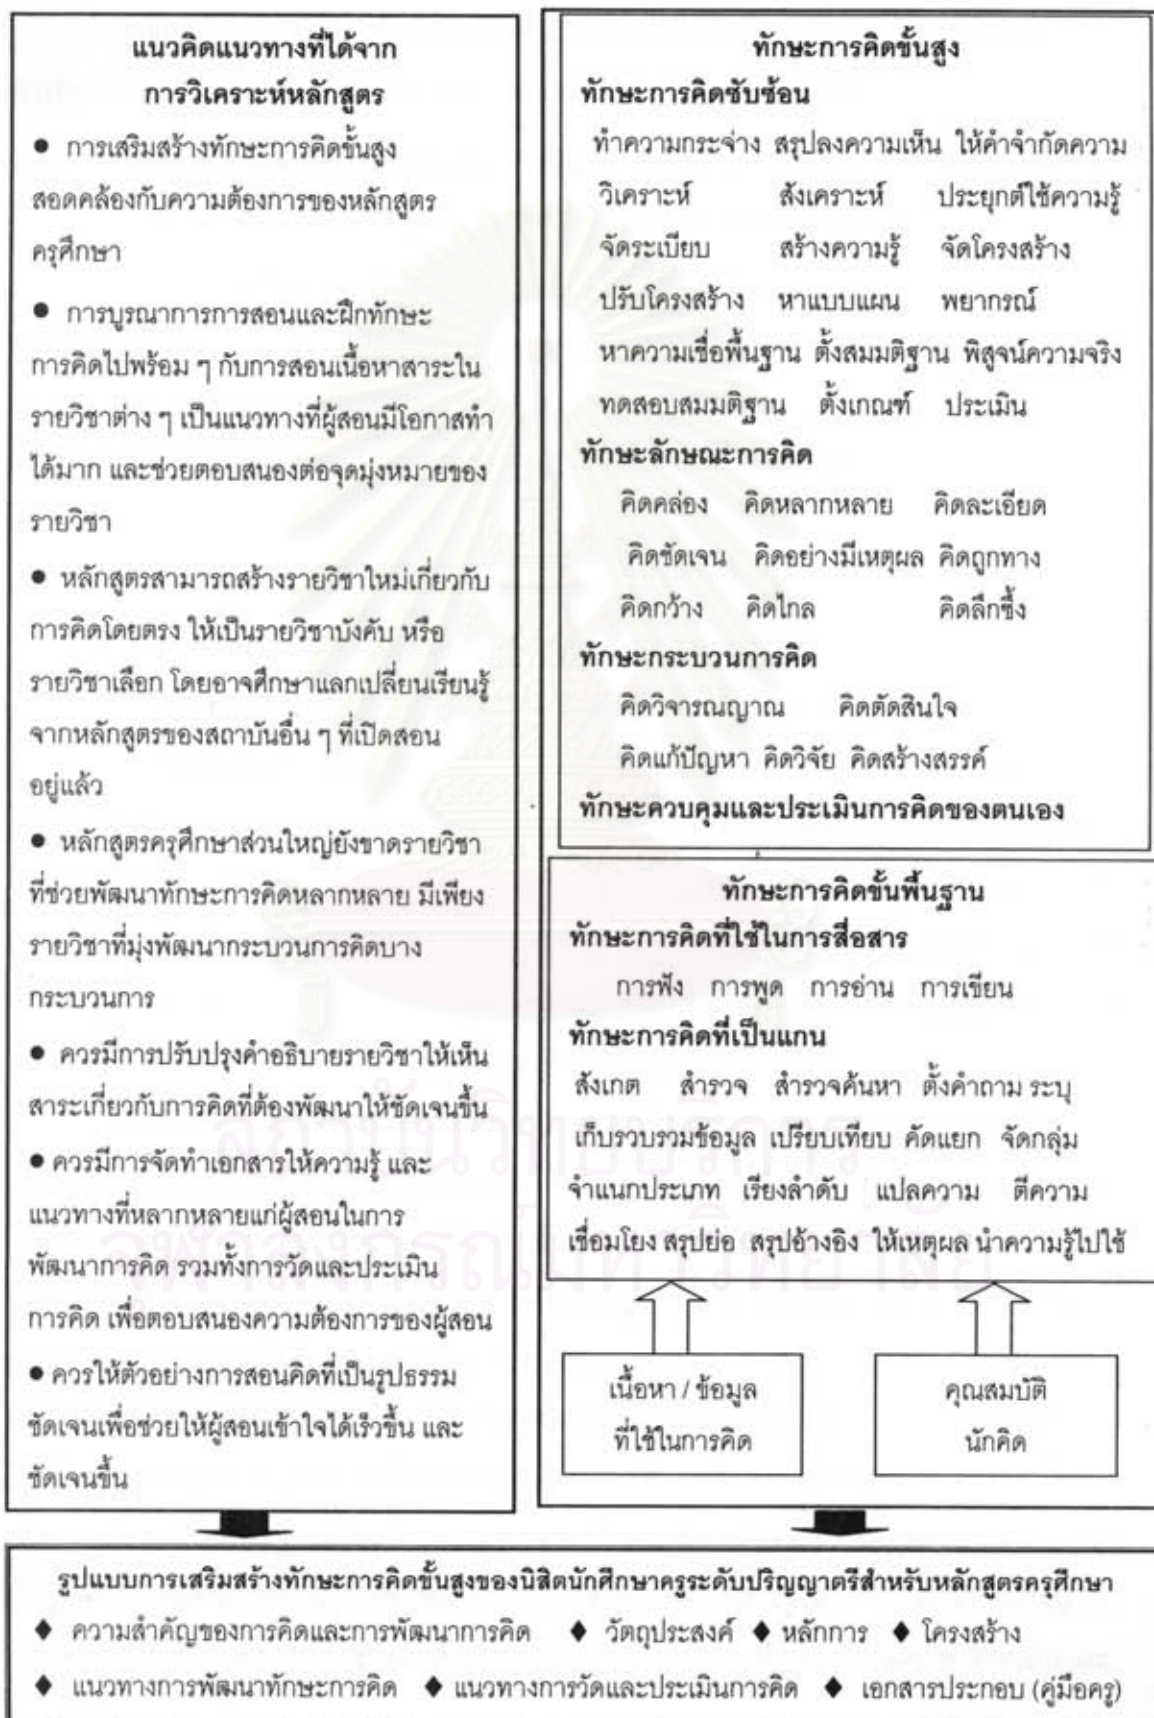 แนวคิดแนวทางที่ได้จาก
การวิเคราะห์หลักสูตร
● การเสริมสร้างทักษะการคิดขั้นสูง
สอดคล้องกับความต้องการของหลักสูตร
ครุศึกษา
● การบูรณาการการสอนและฝึกทักษะ
การคิดไปพร้อม ๆ กับการสอนเนื้อหาสาระใน
รายวิชาต่าง ๆ เป็นแนวทางที่ผู้สอนมีโอกาสทำ
ได้มาก และช่วยตอบสนองต่อจุดมุ่งหมายของ
รายวิชา
● หลักสูตรสามารถสร้างรายวิชาใหม่เกี่ยวกับ
การคิดโดยตรง ให้เป็นรายวิชาบังคับ หรือ
รายวิชาเลือก โดยอาจศึกษาแลกเปลี่ยนเรียนรู้
จากหลักสูตรของสถาบันอื่น ๆ ที่เปิดสอน
อยู่แล้ว
● หลักสูตรครุศึกษาส่วนใหญ่ยังขาดรายวิชา
ที่ช่วยพัฒนาทักษะการคิดหลากหลาย มีเพียง
รายวิชาที่มุ่งพัฒนากระบวนการคิดบาง
กระบวนการ
● ควรมีการปรับปรุงคำอธิบายรายวิชาให้เห็น
สาระเกี่ยวกับการคิดที่ต้องพัฒนาให้ชัดเจนขึ้น
● ควรมีการจัดทำเอกสารให้ความรู้ และ
แนวทางที่หลากหลายแก่ผู้สอนในการ
พัฒนาการคิด รวมทั้งการวัดและประเมิน
การคิด เพื่อตอบสนองความต้องการของผู้สอน
● ควรให้ตัวอย่างการสอนคิดที่เป็นรูปธรรม
ชัดเจนเพื่อช่วยให้ผู้สอนเข้าใจได้เร็วขึ้น และ
ชัดเจนขึ้น
ทักษะการคิดขั้นสูง
ทักษะการคิดซับซ้อน
ทำความกระจ่าง สรุปลงความเห็น ให้คำจำกัดความ
วิเคราะห์ สังเคราะห์ ประยุกต์ใช้ความรู้
จัดระเบียบ สร้างความรู้ จัดโครงสร้าง
ปรับโครงสร้าง หาแบบแผน พยากรณ์
หาความเชื่อพื้นฐาน ตั้งสมมติฐาน พิสูจน์ความจริง
ทดสอบสมมติฐาน ตั้งเกณฑ์ ประเมิน
ทักษะลักษณะการคิด
คิดคล่อง คิดหลากหลาย คิดละเอียด
คิดชัดเจน คิดอย่างมีเหตุผล คิดถูกทาง
คิดกว้าง คิดไกล คิดลึกซึ้ง
ทักษะกระบวนการคิด
คิดวิจารณญาณ คิดตัดสินใจ
คิดแก้ปัญหา คิดวิจัย คิดสร้างสรรค์
ทักษะควบคุมและประเมินการคิดของตนเอง
ทักษะการคิดขั้นพื้นฐาน
ทักษะการคิดที่ใช้ในการสื่อสาร
การฟัง การพูด การอ่าน การเขียน
ทักษะการคิดที่เป็นแกน
สังเกต สำรวจ สำรวจค้นหา ตั้งคำถาม ระบุ
เก็บรวบรวมข้อมูล เปรียบเทียบ คัดแยก จัดกลุ่ม
จำแนกประเภท เรียงลำดับ แปลความ ตีความ
เชื่อมโยง สรุปย่อ สรุปอ้างอิง ให้เหตุผล นำความรู้ไปใช้
เนื้อหา / ข้อมูล
ที่ใช้ในการคิด
คุณสมบัติ
นักคิด
รูปแบบการเสริมสร้างทักษะการคิดขั้นสูงของนิสิตนักศึกษาครูระดับปริญญาตรีสำหรับหลักสูตรครุศึกษา
♦ ความสำคัญของการคิดและการพัฒนาการคิด ♦ วัตถุประสงค์ ♦ หลักการ ♦ โครงสร้าง
♦ แนวทางการพัฒนาทักษะการคิด ♦ แนวทางการวัดและประเมินการคิด ♦ เอกสารประกอบ (คู่มือครู)
สถาบันวิทยบริการ
จุฬาลงกรณ์มหาวิทยาลัย